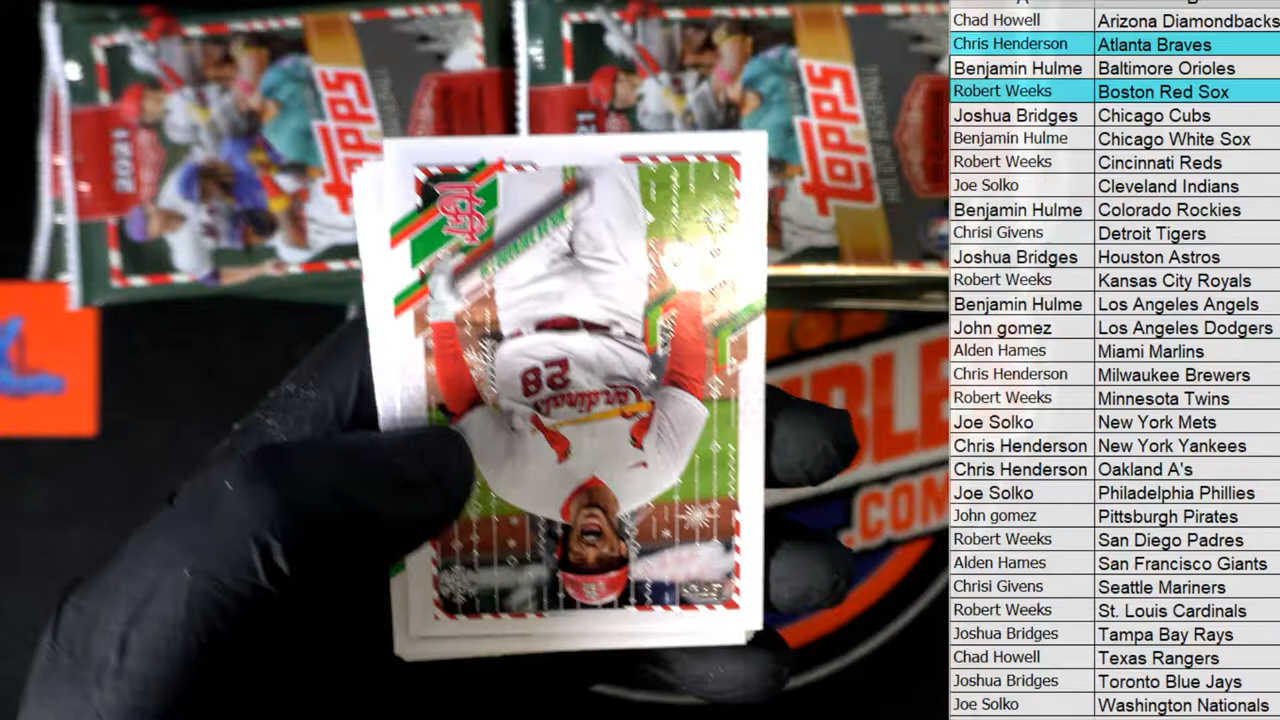 Chad Howell Arizona Diamondbacks
Chris Henderson Atlanta Braves
Benjamin Hulme Baltimore Orioles
Robert Weeks Boston Red Sox
Joshua Bridges Chicago Cubs
Benjamin Hulme Chicago White Sox
Robert Weeks Cincinnati Reds
Joe Solko Cleveland Indians
Benjamin Hulme Colorado Rockies
Chrisi Givens Detroit Tigers
Joshua Bridges Houston Astros
Robert Weeks Kansas City Royals
Benjamin Hulme Los Angeles Angels
John gomez Los Angeles Dodgers
Alden Hames Miami Marlins
Chris Henderson Milwaukee Brewers
Robert Weeks Minnesota Twins
Joe Solko New York Mets
Chris Henderson New York Yankees
Chris Henderson Oakland A's
Joe Solko Philadelphia Phillies
John gomez Pittsburgh Pirates
Robert Weeks San Diego Padres
Alden Hames San Francisco Giants
Chrisi Givens Seattle Mariners
Robert Weeks St. Louis Cardinals
Joshua Bridges Tampa Bay Rays
Chad Howell Texas Rangers
Joshua Bridges Toronto Blue Jays
Joe Solko Washington Nationals
2021
TOPPS
21
TOPPS
Cardinals
28
.COM